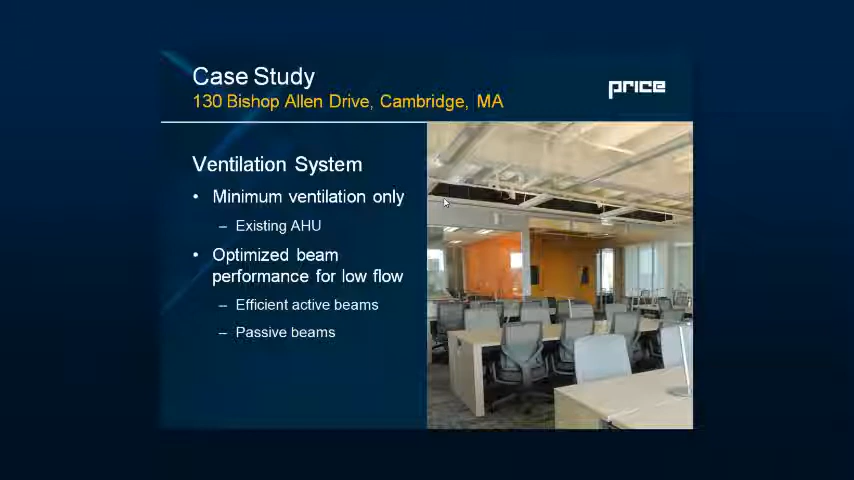 Case Study
130 Bishop Allen Drive, Cambridge, MA
price
Ventilation System
• Minimum ventilation only
– Existing AHU
• Optimized beam
performance for low flow
– Efficient active beams
– Passive beams